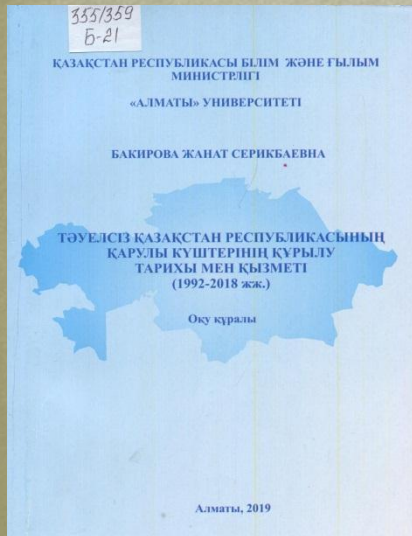 355/359
Б-21
ҚАЗАҚСТАН РЕСПУБЛИКАСЫ БІЛІМ ЖӘНЕ ҒЫЛЫМ
МИНИСТРЛІГІ
«АЛМАТЫ» УНИВЕРСИТЕТІ
БАКИРОВА ЖАНАТ СЕРИКБАЕВНА
ТӘУЕЛСІЗ ҚАЗАҚСТАН РЕСПУБЛИКАСЫНЫҢ
ҚАРУЛЫ КҮШТЕРІНІҢ ҚҰРЫЛУ
ТАРИХЫ МЕН ҚЫЗМЕТІ
(1992-2018 жж.)
Оқу құралы
Алматы, 2019